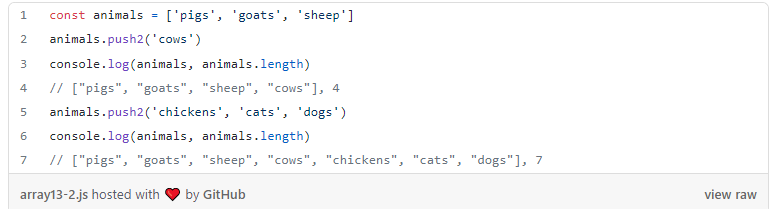 1 const animals = ['pigs', 'goats', 'sheep']
2 animals.push2('cows')
3 console.log(animals, animals.length)
4 // ["pigs", "goats", "sheep", "cows"], 4
5 animals.push2('chickens', 'cats', 'dogs')
6 console.log(animals, animals.length)
7 // ["pigs", "goats", "sheep", "cows", "chickens", "cats", "dogs"], 7
array13-2.js hosted with ❤ by GitHub view raw